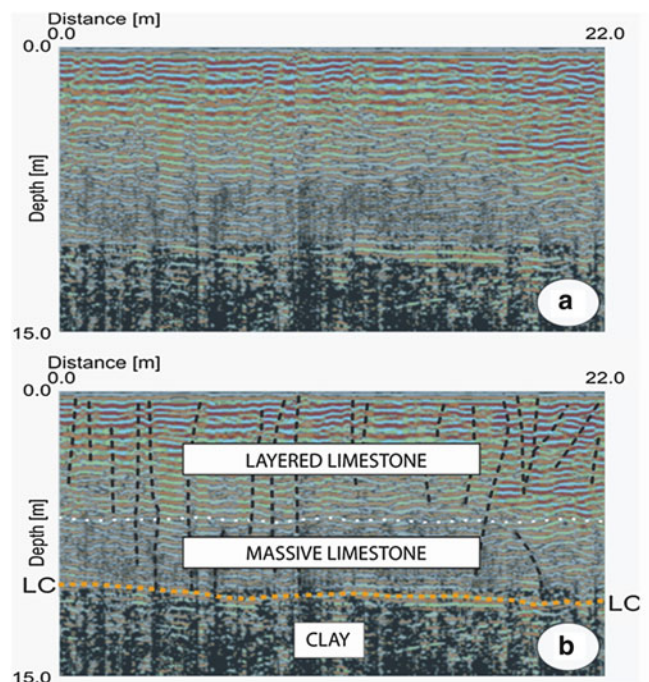 Distance [m]
0.0 22.0
0.0
Depth [m]
15.0
a
Distance [m]
0.0 22.0
0.0
LAYERED LIMESTONE
Depth [m]
MASSIVE LIMESTONE
LC LC
CLAY
15.0
b